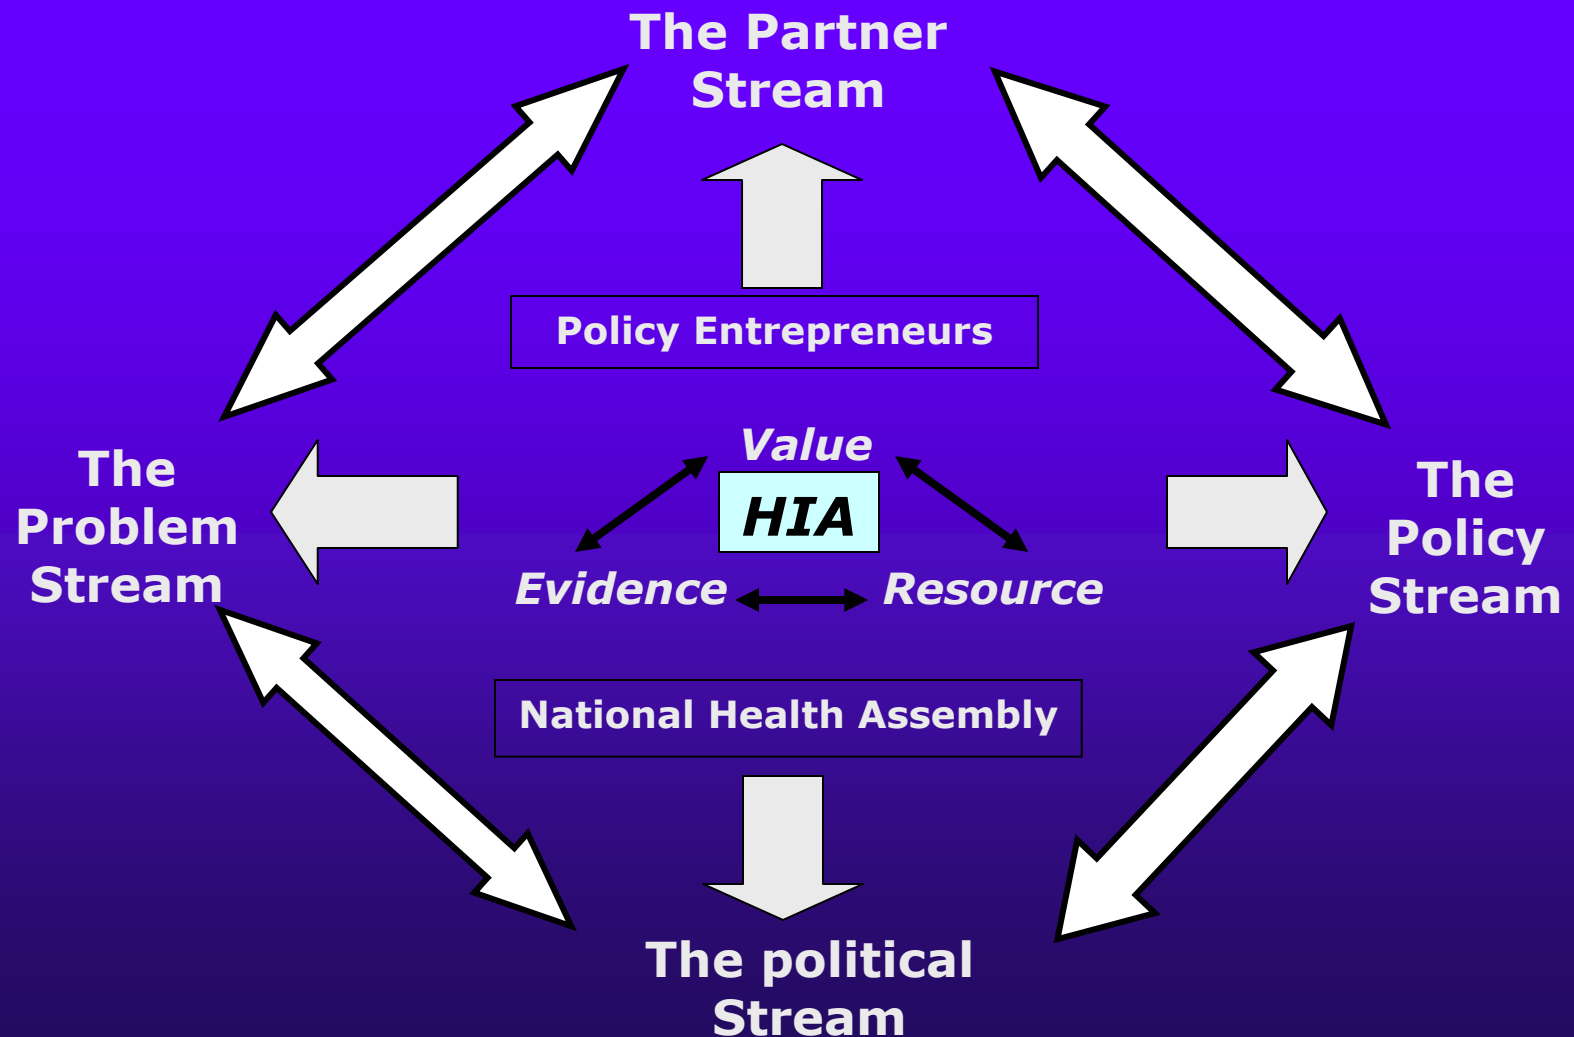 The Partner
Stream
Policy Entrepreneurs
Value
HIA
Evidence
Resource
The
Problem
Stream
The
Policy
Stream
National Health Assembly
The political
Stream